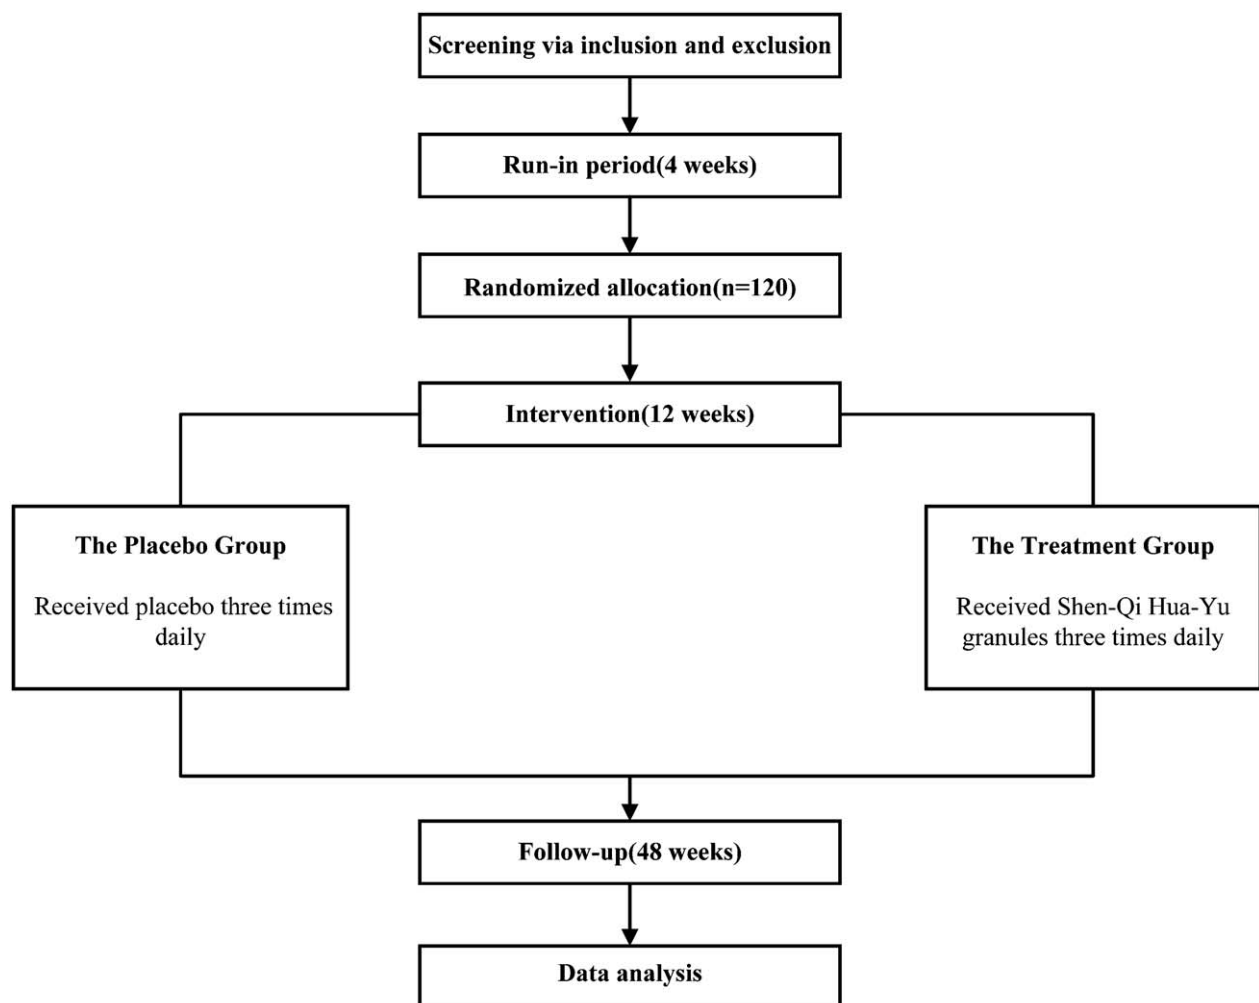 Screening via inclusion and exclusion
Run-in period(4 weeks)
Randomized allocation(n=120)
Intervention(12 weeks)
The Placebo Group
Received placebo three times
daily
The Treatment Group
Received Shen-Qi Hua-Yu
granules three times daily
Follow-up(48 weeks)
Data analysis